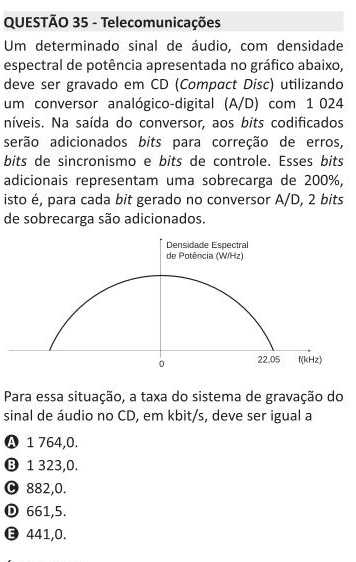 QUESTÃO 35 - Telecomunicações
Um determinado sinal de áudio, com densidade
espectral de potência apresentada no gráfico abaixo,
deve ser gravado em CD (Compact Disc) utilizando
um conversor analógico-digital (A/D) com 1 024
níveis. Na saída do conversor, aos bits codificados
serão adicionados bits para correção de erros,
bits de sincronismo e bits de controle. Esses bits
adicionais representam uma sobrecarga de 200%,
isto é, para cada bit gerado no conversor A/D, 2 bits
de sobrecarga são adicionados.
Densidade Espectral
de Potência (W/Hz)
0
22,05
f(kHz)
Para essa situação, a taxa do sistema de gravação do
sinal de áudio no CD, em kbit/s, deve ser igual a
A 1 764,0.
B 1 323,0.
C 882,0.
D 661,5.
E 441,0.